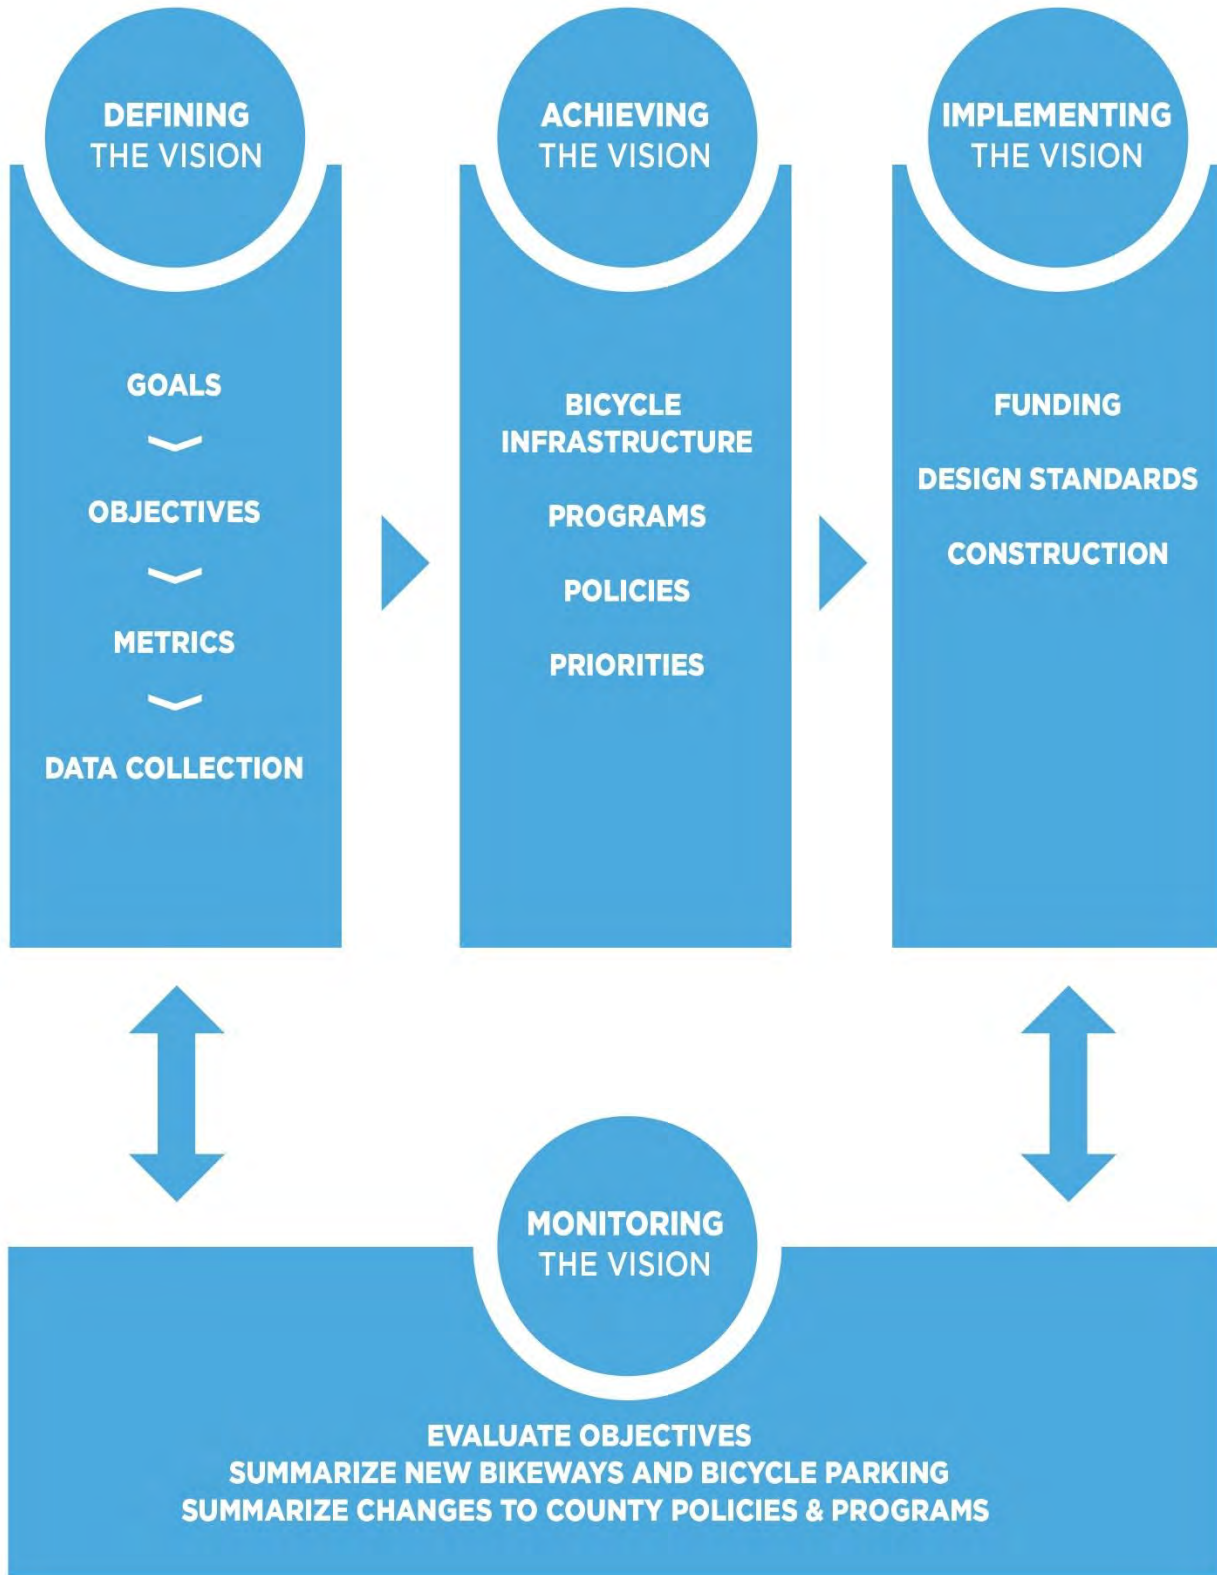 DEFINING
THE VISION
GOALS
OBJECTIVES
METRICS
DATA COLLECTION
ACHIEVING
THE VISION
BICYCLE
INFRASTRUCTURE
PROGRAMS
POLICIES
PRIORITIES
IMPLEMENTING
THE VISION
FUNDING
DESIGN STANDARDS
CONSTRUCTION
MONITORING
THE VISION
EVALUATE OBJECTIVES
SUMMARIZE NEW BIKEWAYS AND BICYCLE PARKING
SUMMARIZE CHANGES TO COUNTY POLICIES & PROGRAMS